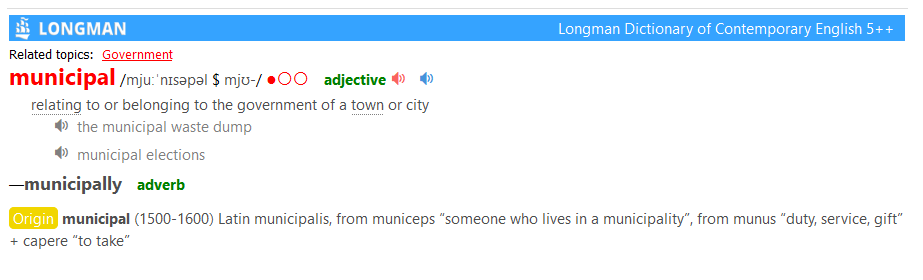 LONGMAN Longman Dictionary of Contemporary English 5++
Related topics: Government
municipal /mjuːˈnɪsəpəl $ mjʊ-/ ●○○ adjective
relating to or belonging to the government of a town or city
the municipal waste dump
municipal elections
—municipally adverb
Origin municipal (1500-1600) Latin municipalis, from municeps “someone who lives in a municipality”, from munus “duty, service, gift”
+ capere “to take”